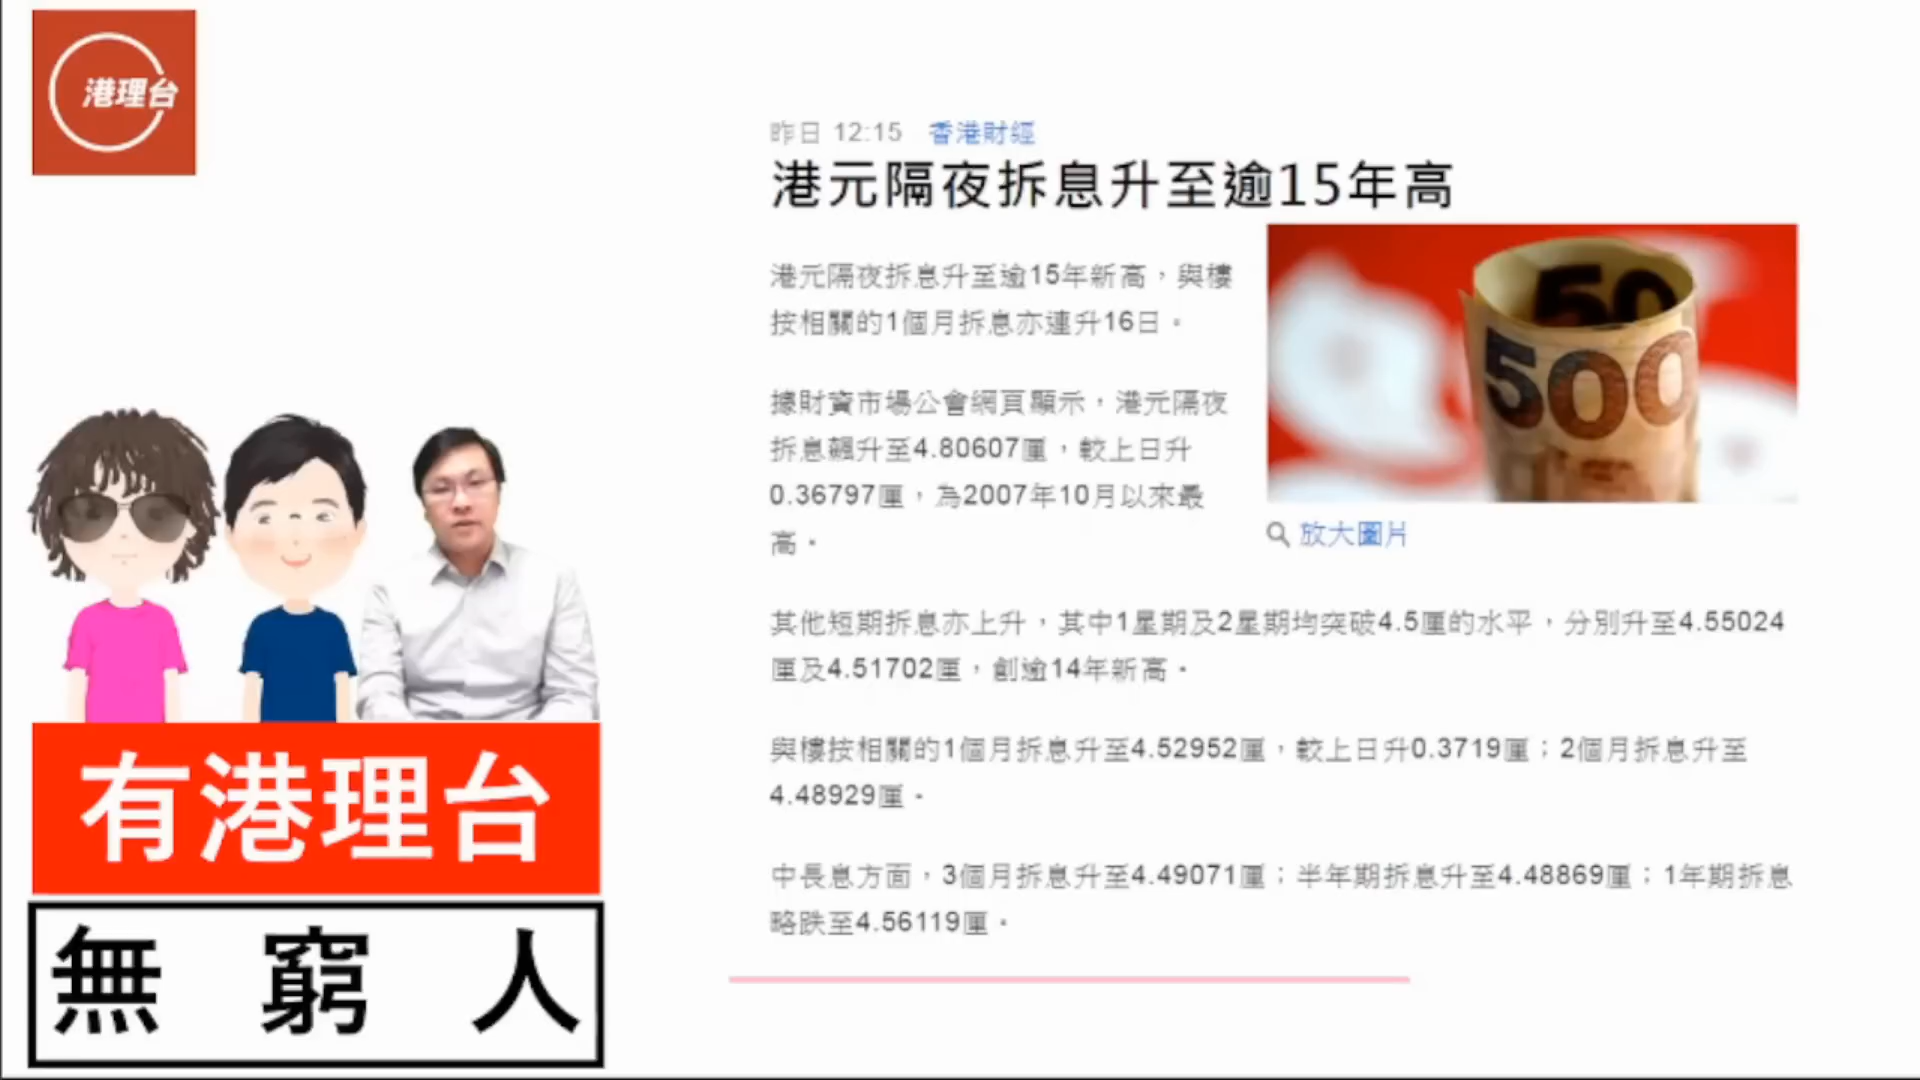 港理台
昨日 12:15 香港財經
港元隔夜拆息升至逾15年高
港元隔夜拆息升至逾15年新高，與樓
按相關的1個月拆息亦連升16日。
據財資市場公會網頁顯示，港元隔夜
拆息飆升至4.80607厘，較上日升
0.36797厘，為2007年10月以來最
高。
50
500
放大圖片
其他短期拆息亦上升，其中1星期及2星期均突破4.5厘的水平，分別升至4.55024
厘及4.51702厘，創逾14年新高。
與樓按相關的1個月拆息升至4.52952厘，較上日升0.3719厘；2個月拆息升至
4.48929厘。
中長息方面，3個月拆息升至4.49071厘；半年期拆息升至4.48869厘；1年期拆息
略跌至4.56119厘。
有港理台
無窮人